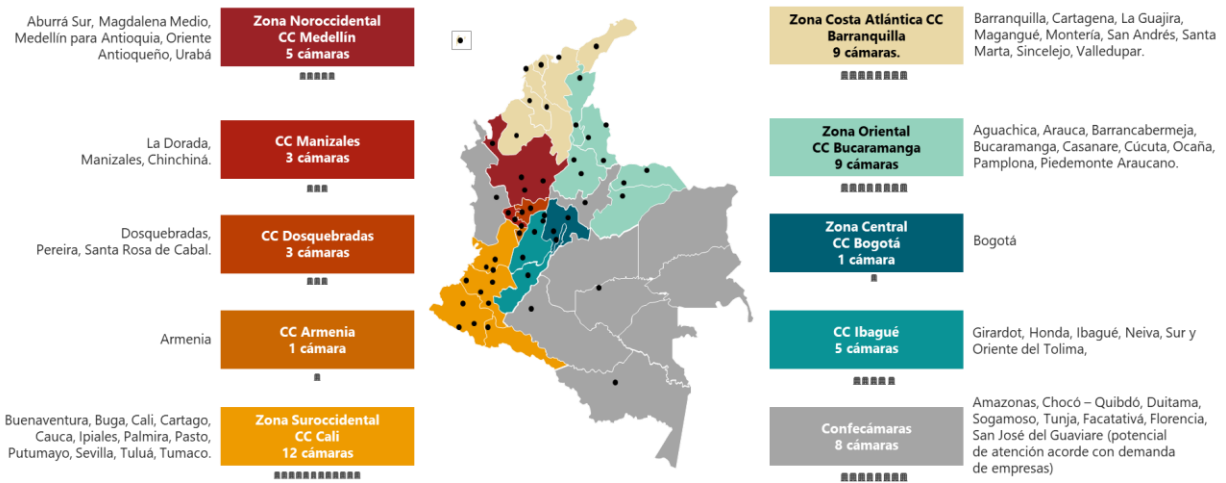 Aburrá Sur, Magdalena Medio,
Medellín para Antioquia, Oriente
Antioqueño, Urabá
Zona Noroccidental
CC Medellín
5 cámaras
La Dorada,
Manizales, Chinchiná.
CC Manizales
3 cámaras
Dosquebradas,
Pereira, Santa Rosa de Cabal.
CC Dosquebradas
3 cámaras
Armenia
CC Armenia
1 cámara
Buenaventura, Buga, Cali, Cartago,
Cauca, Ipiales, Palmira, Pasto,
Putumayo, Sevilla, Tuluá, Tumaco.
Zona Suroccidental
CC Cali
12 cámaras
Zona Costa Atlántica CC
Barranquilla
9 cámaras.
Barranquilla, Cartagena, La Guajira,
Magangué, Montería, San Andrés, Santa
Marta, Sincelejo, Valledupar.
Zona Oriental
CC Bucaramanga
9 cámaras
Aguachica, Arauca, Barrancabermeja,
Bucaramanga, Casanare, Cúcuta, Ocaña,
Pamplona, Piedemonte Araucano.
Zona Central
CC Bogotá
1 cámara
Bogotá
CC Ibagué
5 cámaras
Girardot, Honda, Ibagué, Neiva, Sur y
Oriente del Tolima,
Confecámaras
8 cámaras
Amazonas, Chocó – Quibdó, Duitama,
Sogamoso, Tunja, Facatativá, Florencia,
San José del Guaviare (potencial
de atención acorde con demanda
de empresas)